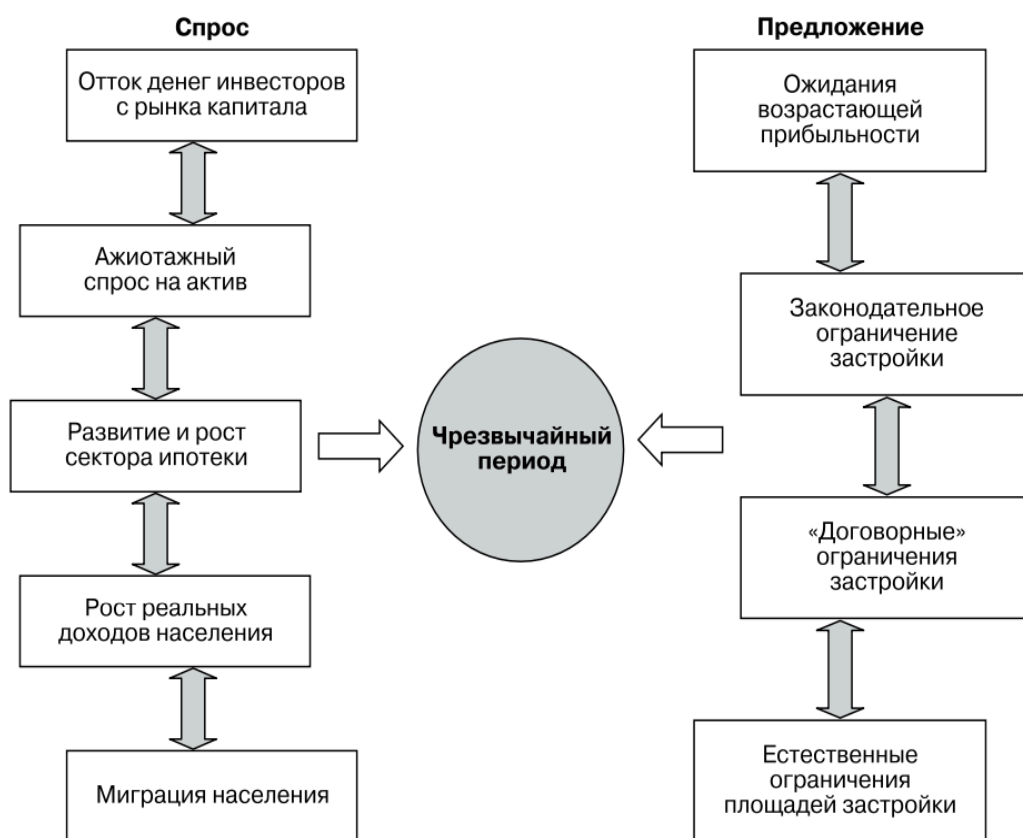 Спрос
Отток денег инвесторов
с рынка капитала
Ажиотажный
спрос на актив
Развитие и рост
сектора ипотеки
Рост реальных
доходов населения
Миграция населения
Чрезвычайный
период
Предложение
Ожидания
возрастающей
прибыльности
Законодательное
ограничение
застройки
«Договорные»
ограничения
застройки
Естественные
ограничения
площадей застройки